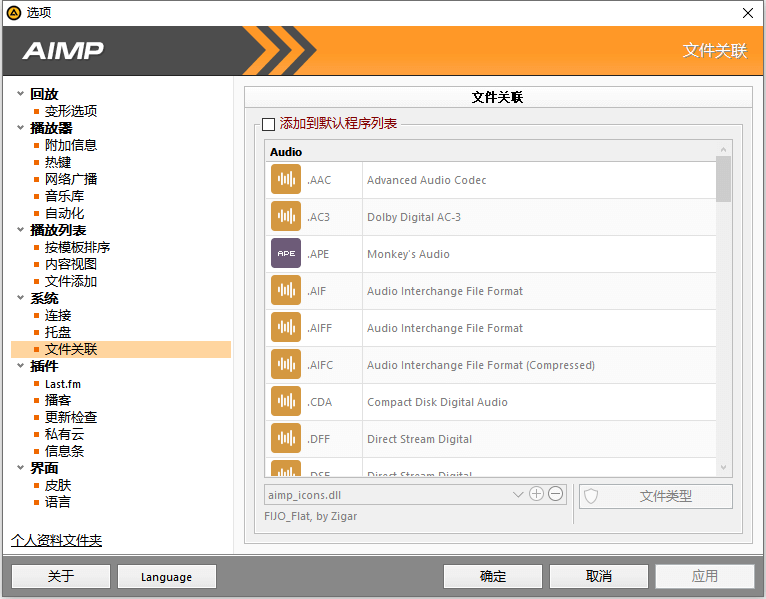 选项
AIMP
文件关联
回放
变形选项
播放器
附加信息
热键
网络广播
音乐库
自动化
播放列表
按模板排序
内容视图
文件添加
系统
连接
托盘
文件关联
插件
Last.fm
播客
更新检查
私有云
信息条
界面
皮肤
语言
个人资料文件夹
文件关联
添加到默认程序列表
Audio
.AAC Advanced Audio Codec
.AC3 Dolby Digital AC-3
APE .APE Monkey's Audio
.AIF Audio Interchange File Format
.AIFF Audio Interchange File Format
.AIFC Audio Interchange File Format (Compressed)
.CDA Compact Disk Digital Audio
.DFF Direct Stream Digital
.DSF Direct Stream Digital
aimp_icons.dll
文件类型
FIJO_Flat, by Zigar
关于
Language
确定
取消
应用